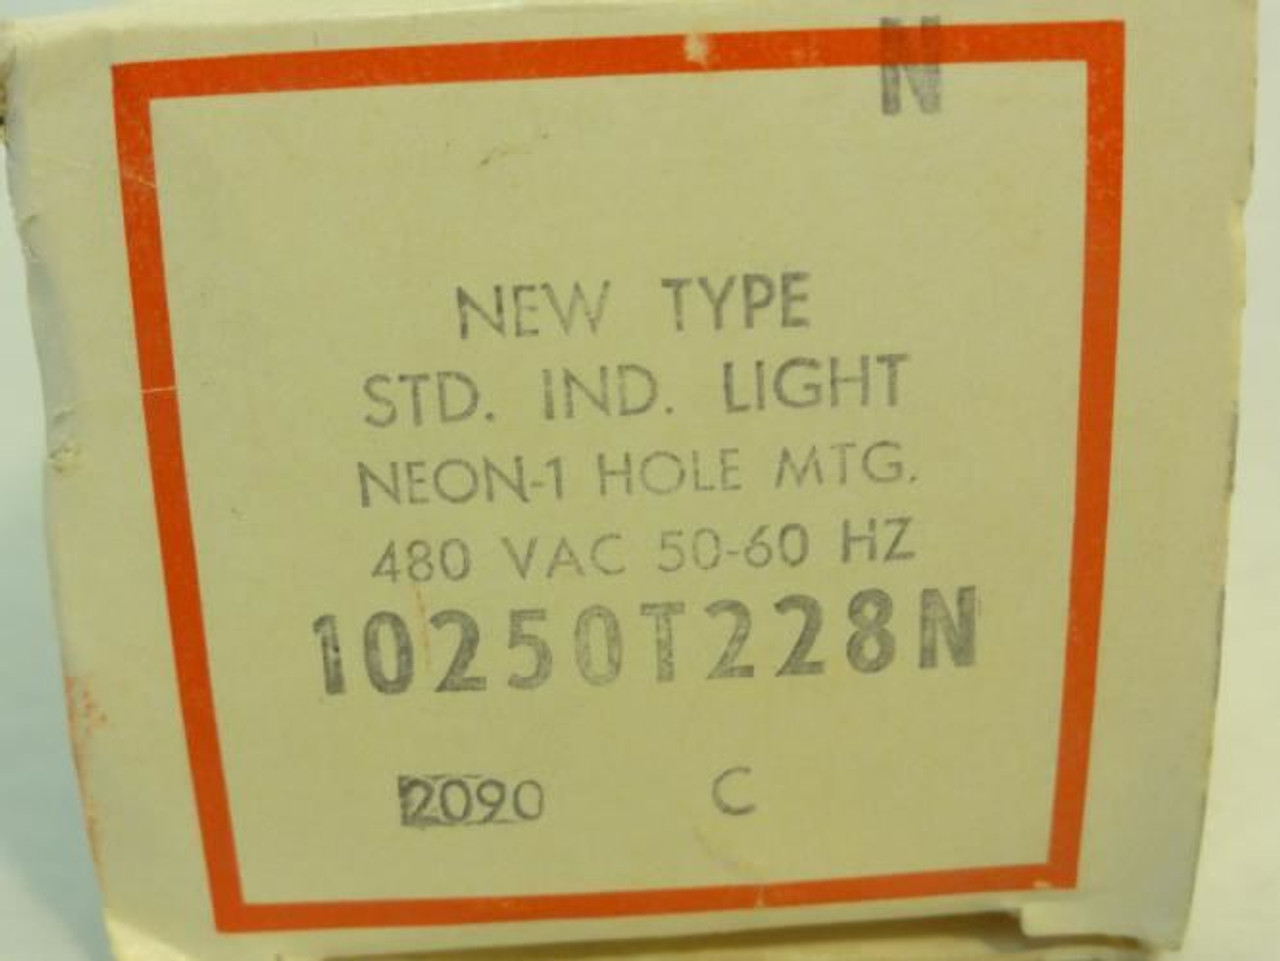 N
NEW TYPE
STD. IND. LIGHT
NEON-1 HOLE MTG.
480 VAC 50-60 HZ
10250T228N
2090 C